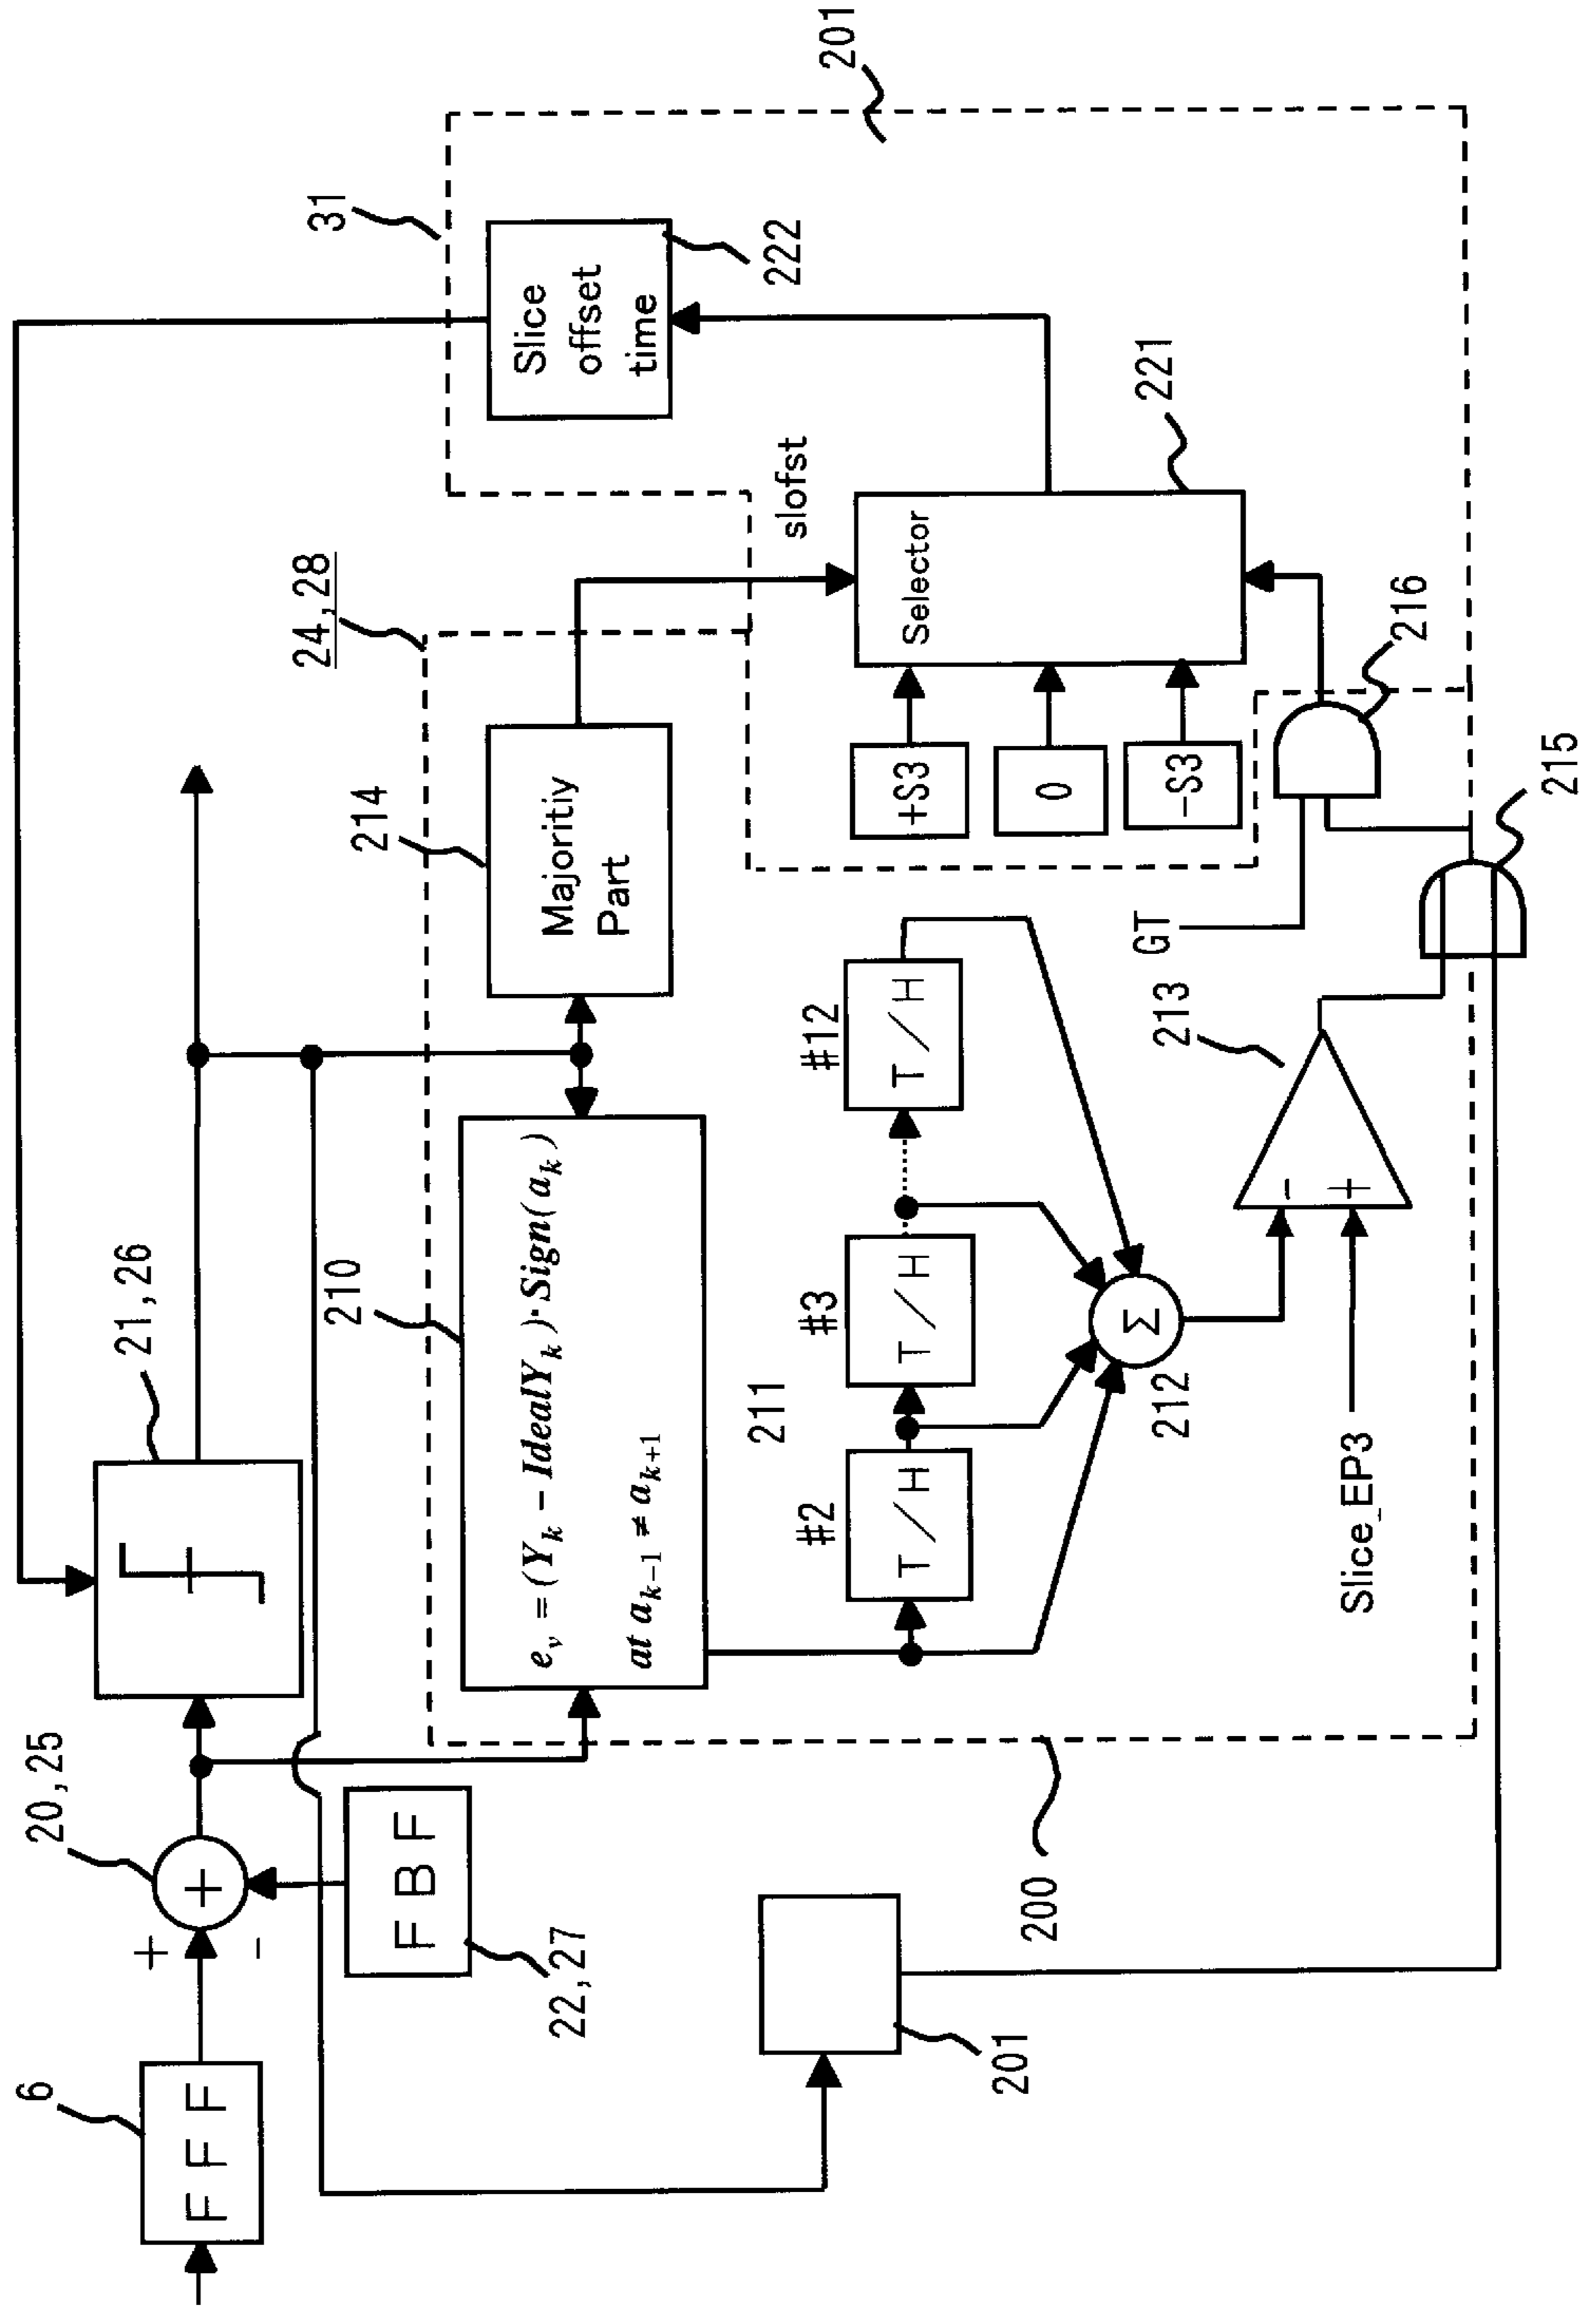 6
F F F
+
-
20,25
+
F B F
22,27
21,26
201
200
24,28
210
e_v = (Y_k − IdealY_k)·Sign(a_k)
at a_{k−1} ≠ a_{k+1}
214
Majoritiy
Part
31
Slice
offset
time
222
201
slofst
Selector
221
+S3
0
−S3
211
#2
T/H
#3
T/H
#12
T/H
Σ
212
Slice_EP3
-
+
213
GT
216
215